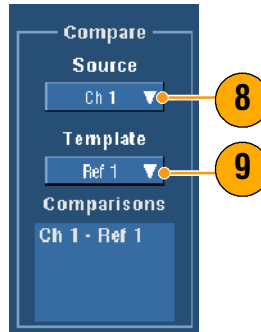 Compare
Source
Ch 1
8
Template
Ref 1
9
Comparisons
Ch 1 - Ref 1